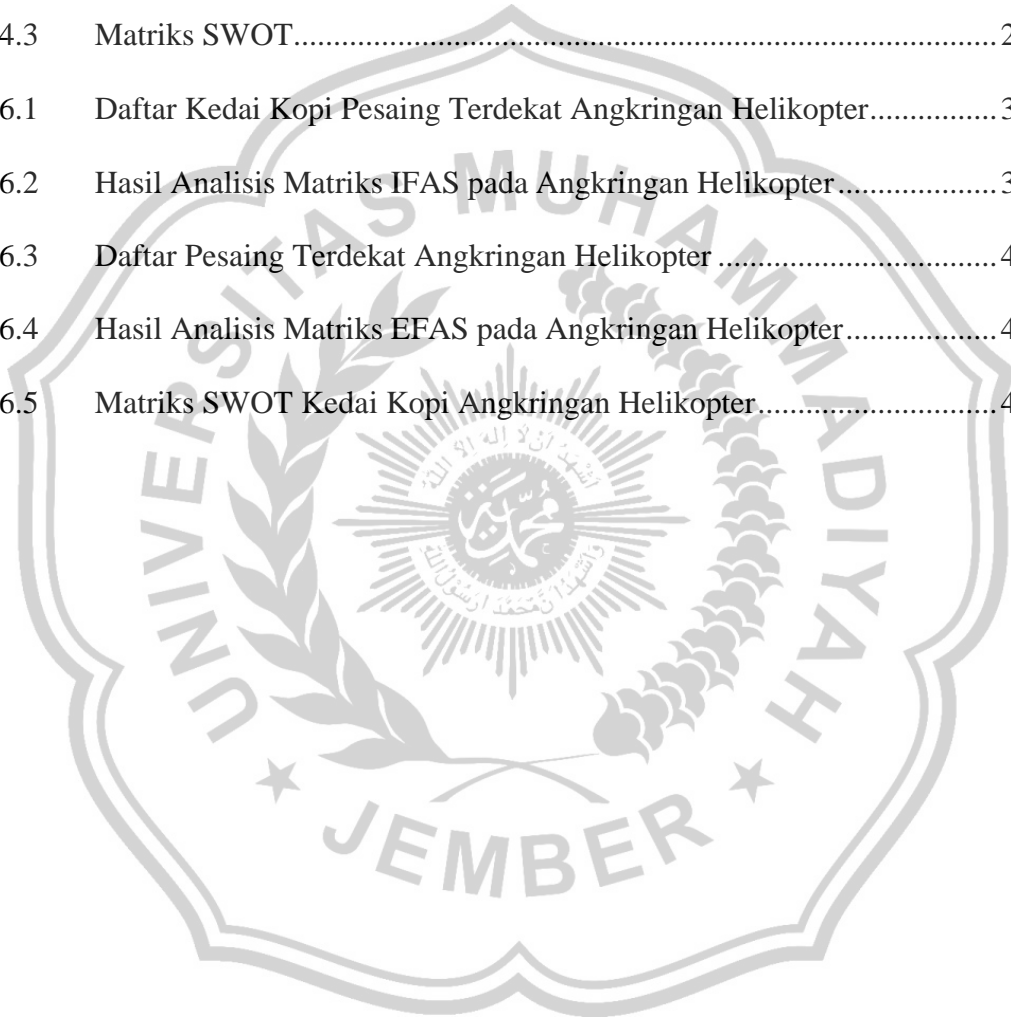 4.3 Matriks SWOT.......................................................................... 2
6.1 Daftar Kedai Kopi Pesaing Terdekat Angkringan Helikopter................ 3
6.2 Hasil Analisis Matriks IFAS pada Angkringan Helikopter.................... 3
6.3 Daftar Pesaing Terdekat Angkringan Helikopter .............................. 4
6.4 Hasil Analisis Matriks EFAS pada Angkringan Helikopter................... 4
6.5 Matriks SWOT Kedai Kopi Angkringan Helikopter............................ 4
UNIVERSITAS MUHAMMADIYAH
JEMBER